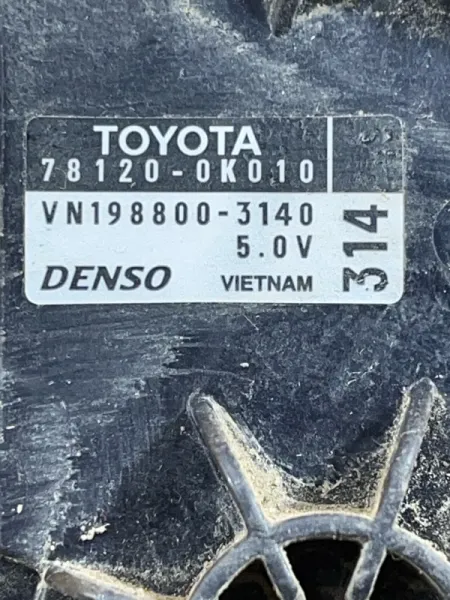 TOYOTA
78120-0K010
VN198800-3140
5.0V
DENSO VIETNAM
314